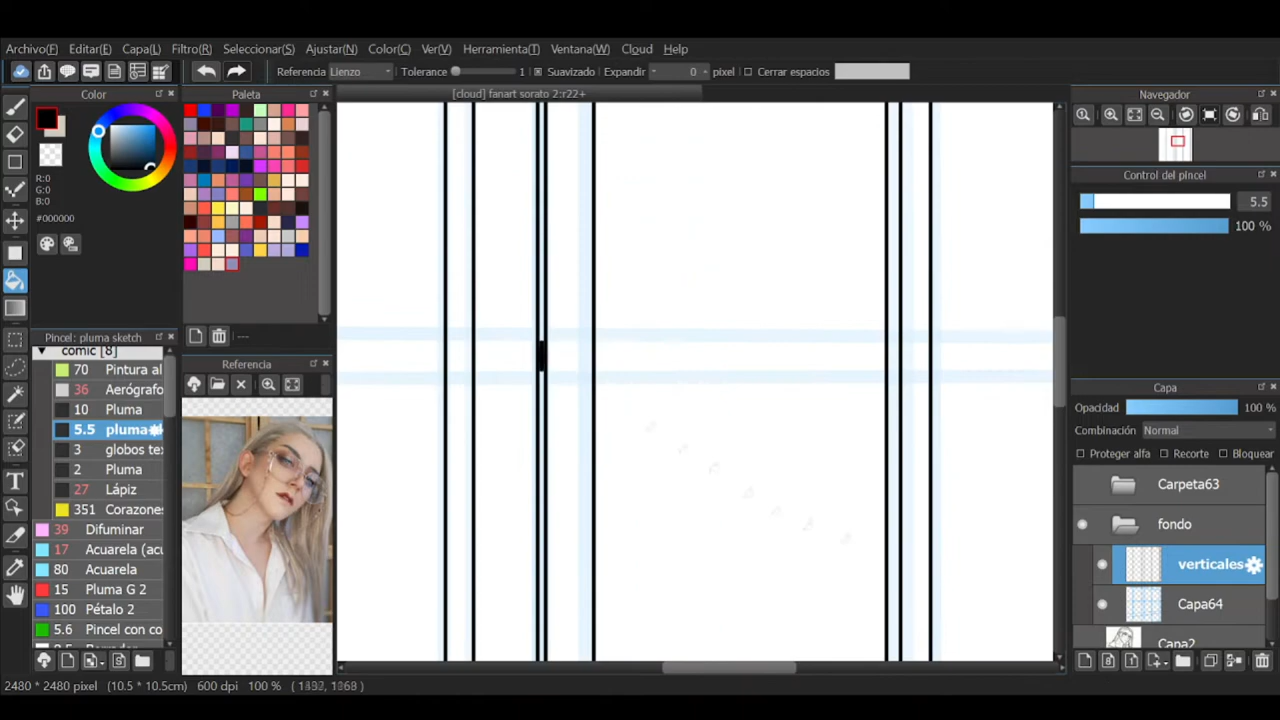 Archivo(F) Editar(E) Capa(L) Filtro(R) Seleccionar(S) Ajustar(N) Color(C) Ver(V) Herramienta(T) Ventana(W) Cloud Help
Referencia Lienzo Tolerance 1 Suavizado Expandir 0 pixel Cerrar espacios
Color
Paleta
[cloud] fanart sorato 2:r22+
Navegador
R:0
G:0
B:0
#000000
---
Control del pincel
5.5
100 %
Pincel: pluma sketch
comic [8]
70 Pintura al
36 Aerógrafo
10 Pluma
5.5 pluma
3 globos tex
2 Pluma
27 Lápiz
351 Corazones
39 Difuminar
17 Acuarela (acu
80 Acuarela
15 Pluma G 2
100 Pétalo 2
5.6 Pincel con co
Referencia
Capa
Opacidad 100 %
Combinación Normal
Proteger alfa Recorte Bloquear
Carpeta63
fondo
verticales
Capa64
Capa2
2480 * 2480 pixel (10.5 * 10.5cm) 600 dpi 100 %